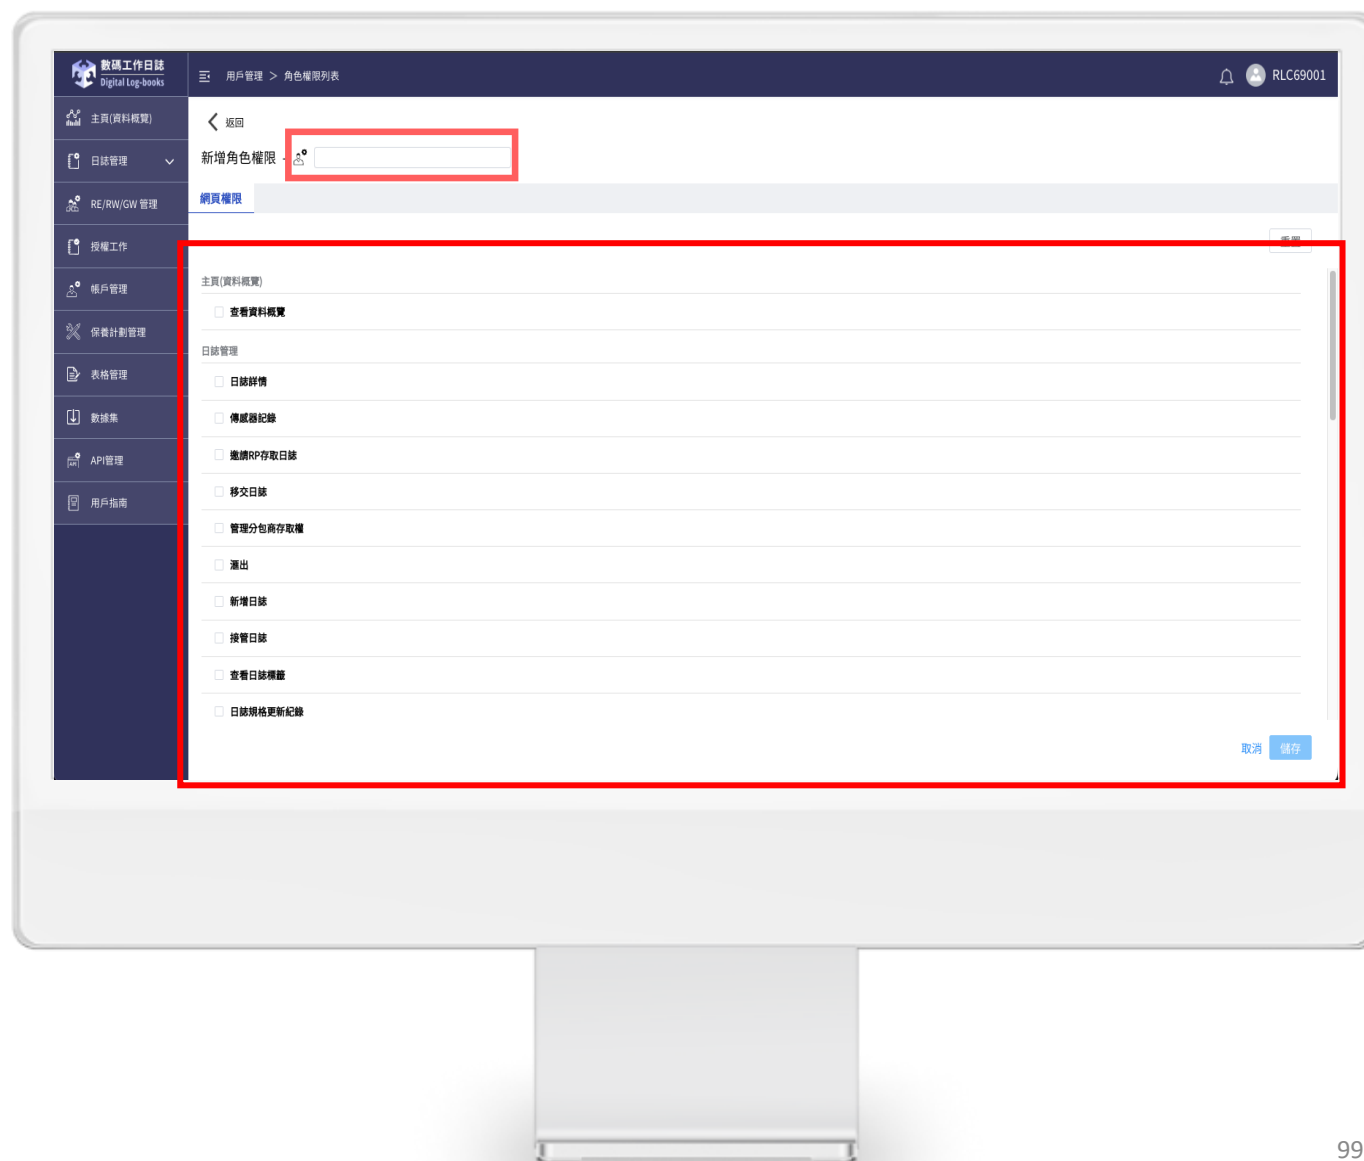 數碼工作日誌
Digital Log-books
用戶管理 > 角色權限列表
RLC69001
主頁(資料概覽)
日誌管理
RE/RW/GW 管理
授權工作
帳戶管理
保養計劃管理
表格管理
數據集
API管理
用戶指南
返回
新增角色權限 -
網頁權限
主頁(資料概覽)
查看資料概覽
日誌管理
日誌詳情
傳感器記錄
邀請RP存取日誌
移交日誌
管理分包商存取權
滙出
新增日誌
接管日誌
查看日誌標籤
日誌規格更新紀錄
取消 儲存
99